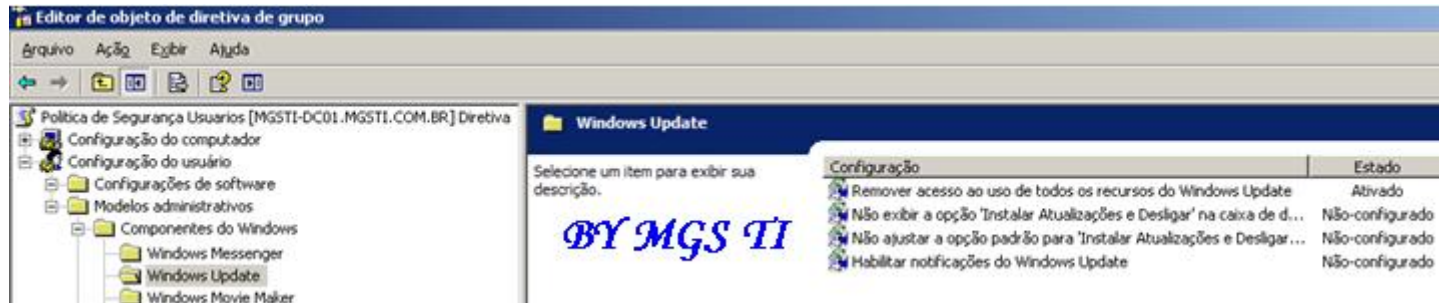 Editor de objeto de diretiva de grupo
Arquivo Ação Exibir Ajuda
Política de Segurança Usuarios [MGSTI-DC01.MGSTI.COM.BR] Diretiva
Configuração do computador
Configuração do usuário
Configurações de software
Modelos administrativos
Componentes do Windows
Windows Messenger
Windows Update
Windows Movie Maker
Windows Update
Selecione um item para exibir sua
descrição.
BY MGS TI
Configuração Estado
Remover acesso ao uso de todos os recursos do Windows Update Ativado
Não exibir a opção 'Instalar Atualizações e Desligar' na caixa de d... Não-configurado
Não ajustar a opção padrão para 'Instalar Atualizações e Desligar... Não-configurado
Habilitar notificações do Windows Update Não-configurado